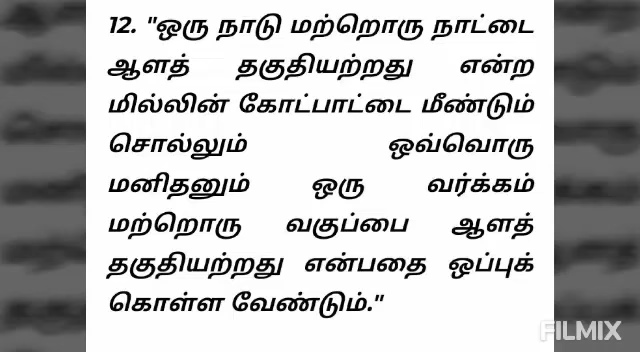 12. "ஒரு நாடு மற்றொரு நாட்டை
ஆளத் தகுதியற்றது என்ற
மில்லின் கோட்பாட்டை மீண்டும்
சொல்லும் ஒவ்வொரு
மனிதனும் ஒரு வர்க்கம்
மற்றொரு வகுப்பை ஆளத்
தகுதியற்றது என்பதை ஒப்புக்
கொள்ள வேண்டும்."
FILMIX